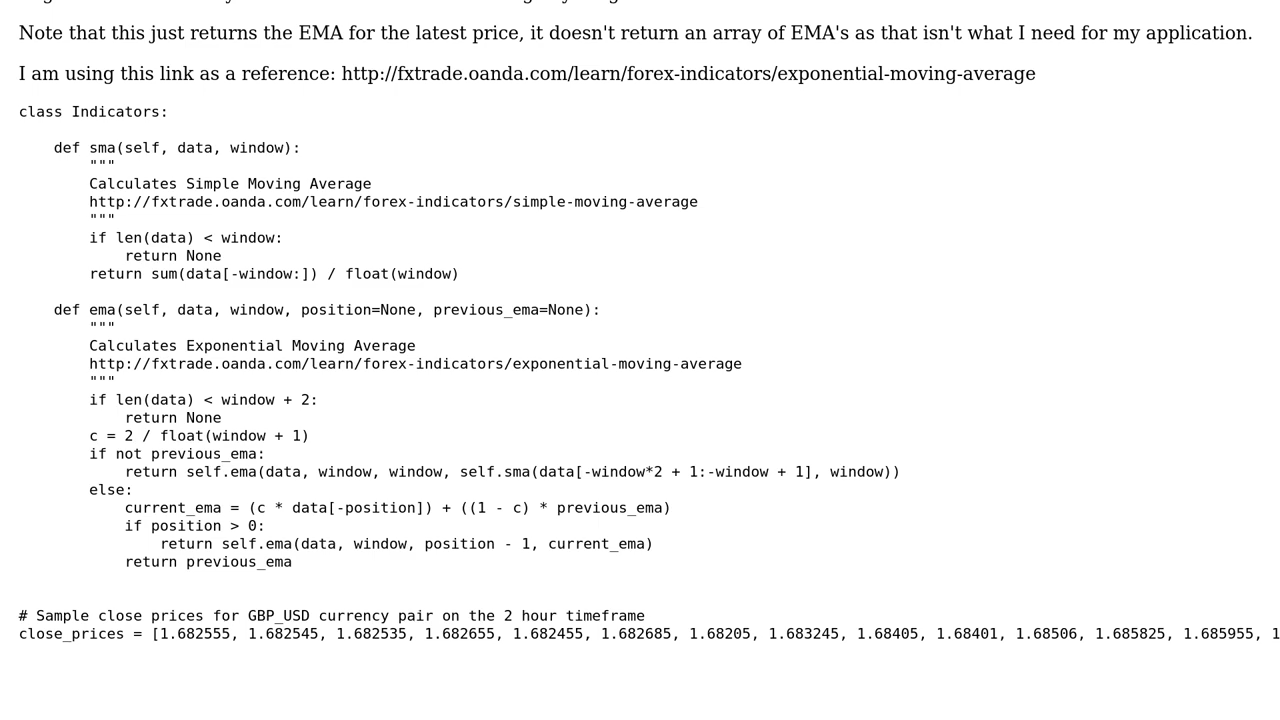 Note that this just returns the EMA for the latest price, it doesn't return an array of EMA's as that isn't what I need for my application.
I am using this link as a reference: http://fxtrade.oanda.com/learn/forex-indicators/exponential-moving-average
class Indicators:
    def sma(self, data, window):
        """
        Calculates Simple Moving Average
        http://fxtrade.oanda.com/learn/forex-indicators/simple-moving-average
        """
        if len(data) < window:
            return None
        return sum(data[-window:]) / float(window)
    def ema(self, data, window, position=None, previous_ema=None):
        """
        Calculates Exponential Moving Average
        http://fxtrade.oanda.com/learn/forex-indicators/exponential-moving-average
        """
        if len(data) < window + 2:
            return None
        c = 2 / float(window + 1)
        if not previous_ema:
            return self.ema(data, window, window, self.sma(data[-window*2 + 1:-window + 1], window))
        else:
            current_ema = (c * data[-position]) + ((1 - c) * previous_ema)
            if position > 0:
                return self.ema(data, window, position - 1, current_ema)
            return previous_ema
# Sample close prices for GBP_USD currency pair on the 2 hour timeframe
close_prices = [1.682555, 1.682545, 1.682535, 1.682655, 1.682455, 1.682685, 1.68205, 1.683245, 1.68405, 1.68401, 1.68506, 1.685825, 1.685955, 1